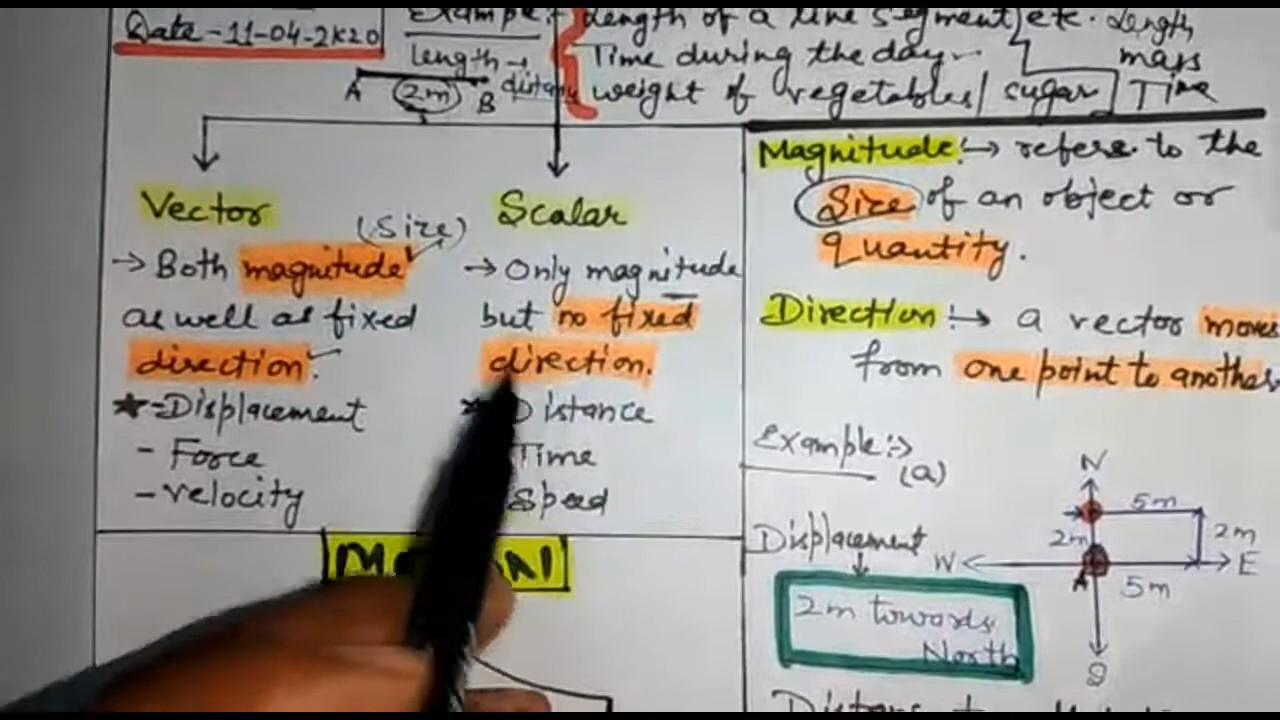 Date-11-04-2K20
Example:-
Length of a line segment
etc.
Length
mass
Time
length→
distan
Time during the day
weight of vegetables/sugar
A
2m
B
Vector
(Size)
→Both magnitude
as well as fixed
direction.
-Displacement
-Force
-velocity
Scalar
→Only magnitude
but no fixed
direction.
Distance
Time
Speed
Magnitude:→ refers to the
Size of an object or
quantity.
Direction:→ a vector moves
from one point to another
Example:→
(a)
Displacement
2m towards
North
N
5m
2m
2m
W
E
A
5m
S